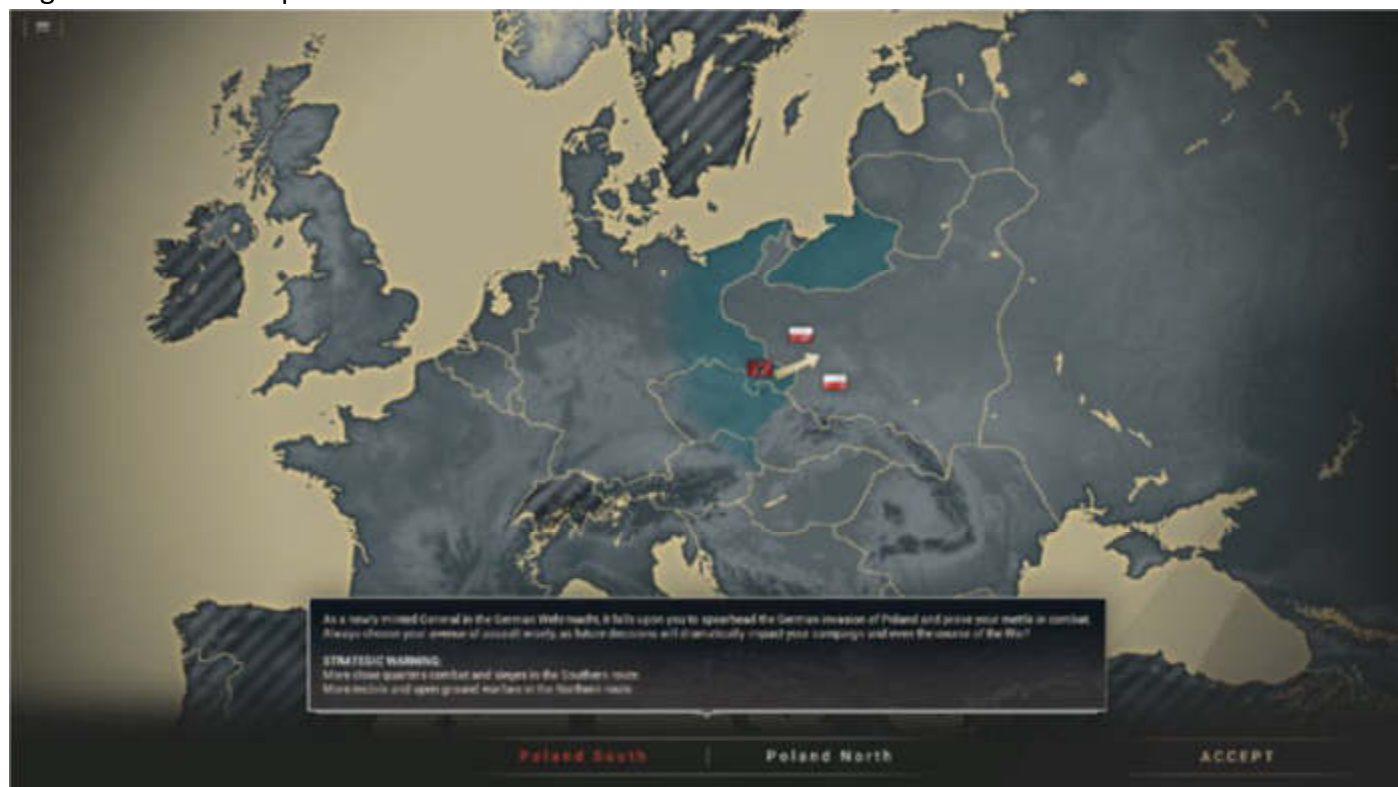 As a newly minted General in the German Wehrmacht, it falls upon you to spearhead the German invasion of Poland and prove your mettle in combat.
Always choose your avenue of assault wisely, as future decisions will dramatically impact your campaign and even the course of the War!
STRATEGIC WARNING:
More close quarters combat and sieges in the Southern route
More mobile and open ground warfare in the Northern route
Poland South
Poland North
ACCEPT